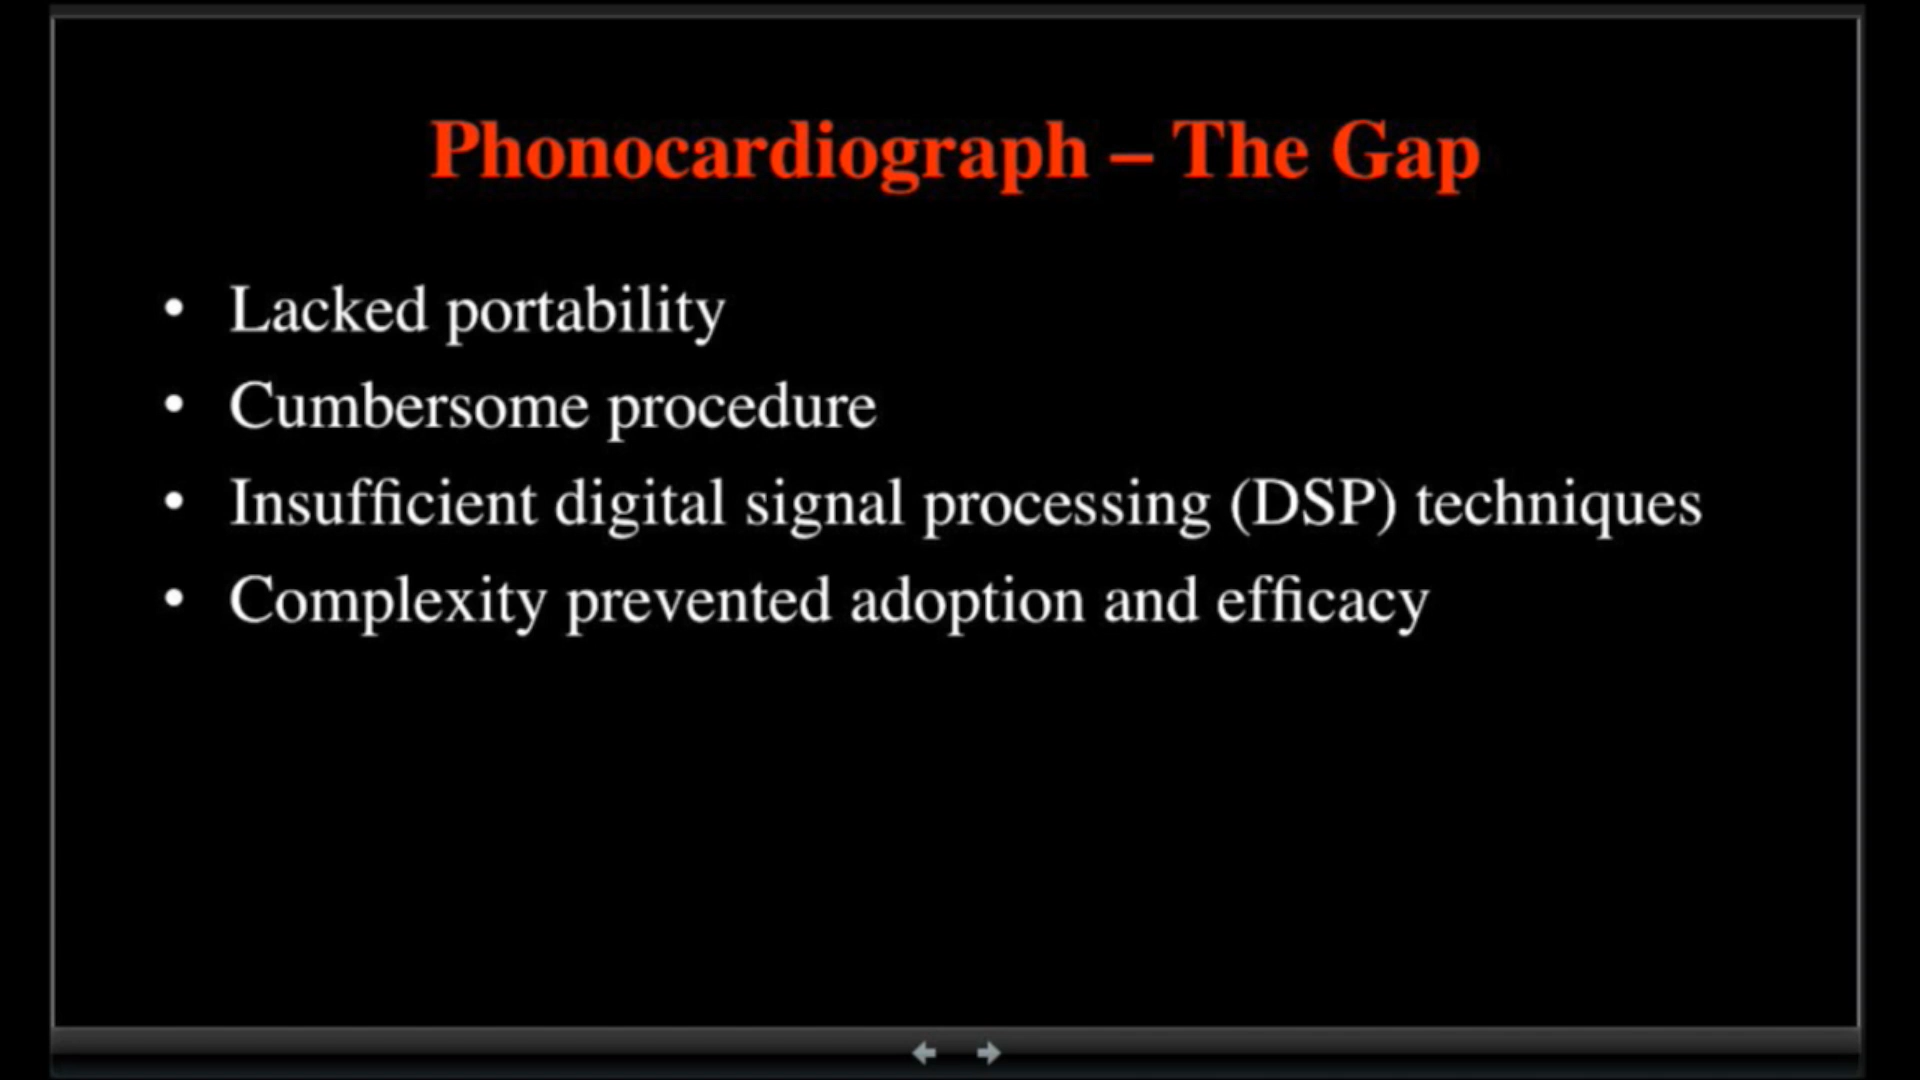 Phonocardiograph – The Gap
• Lacked portability
• Cumbersome procedure
• Insufficient digital signal processing (DSP) techniques
• Complexity prevented adoption and efficacy